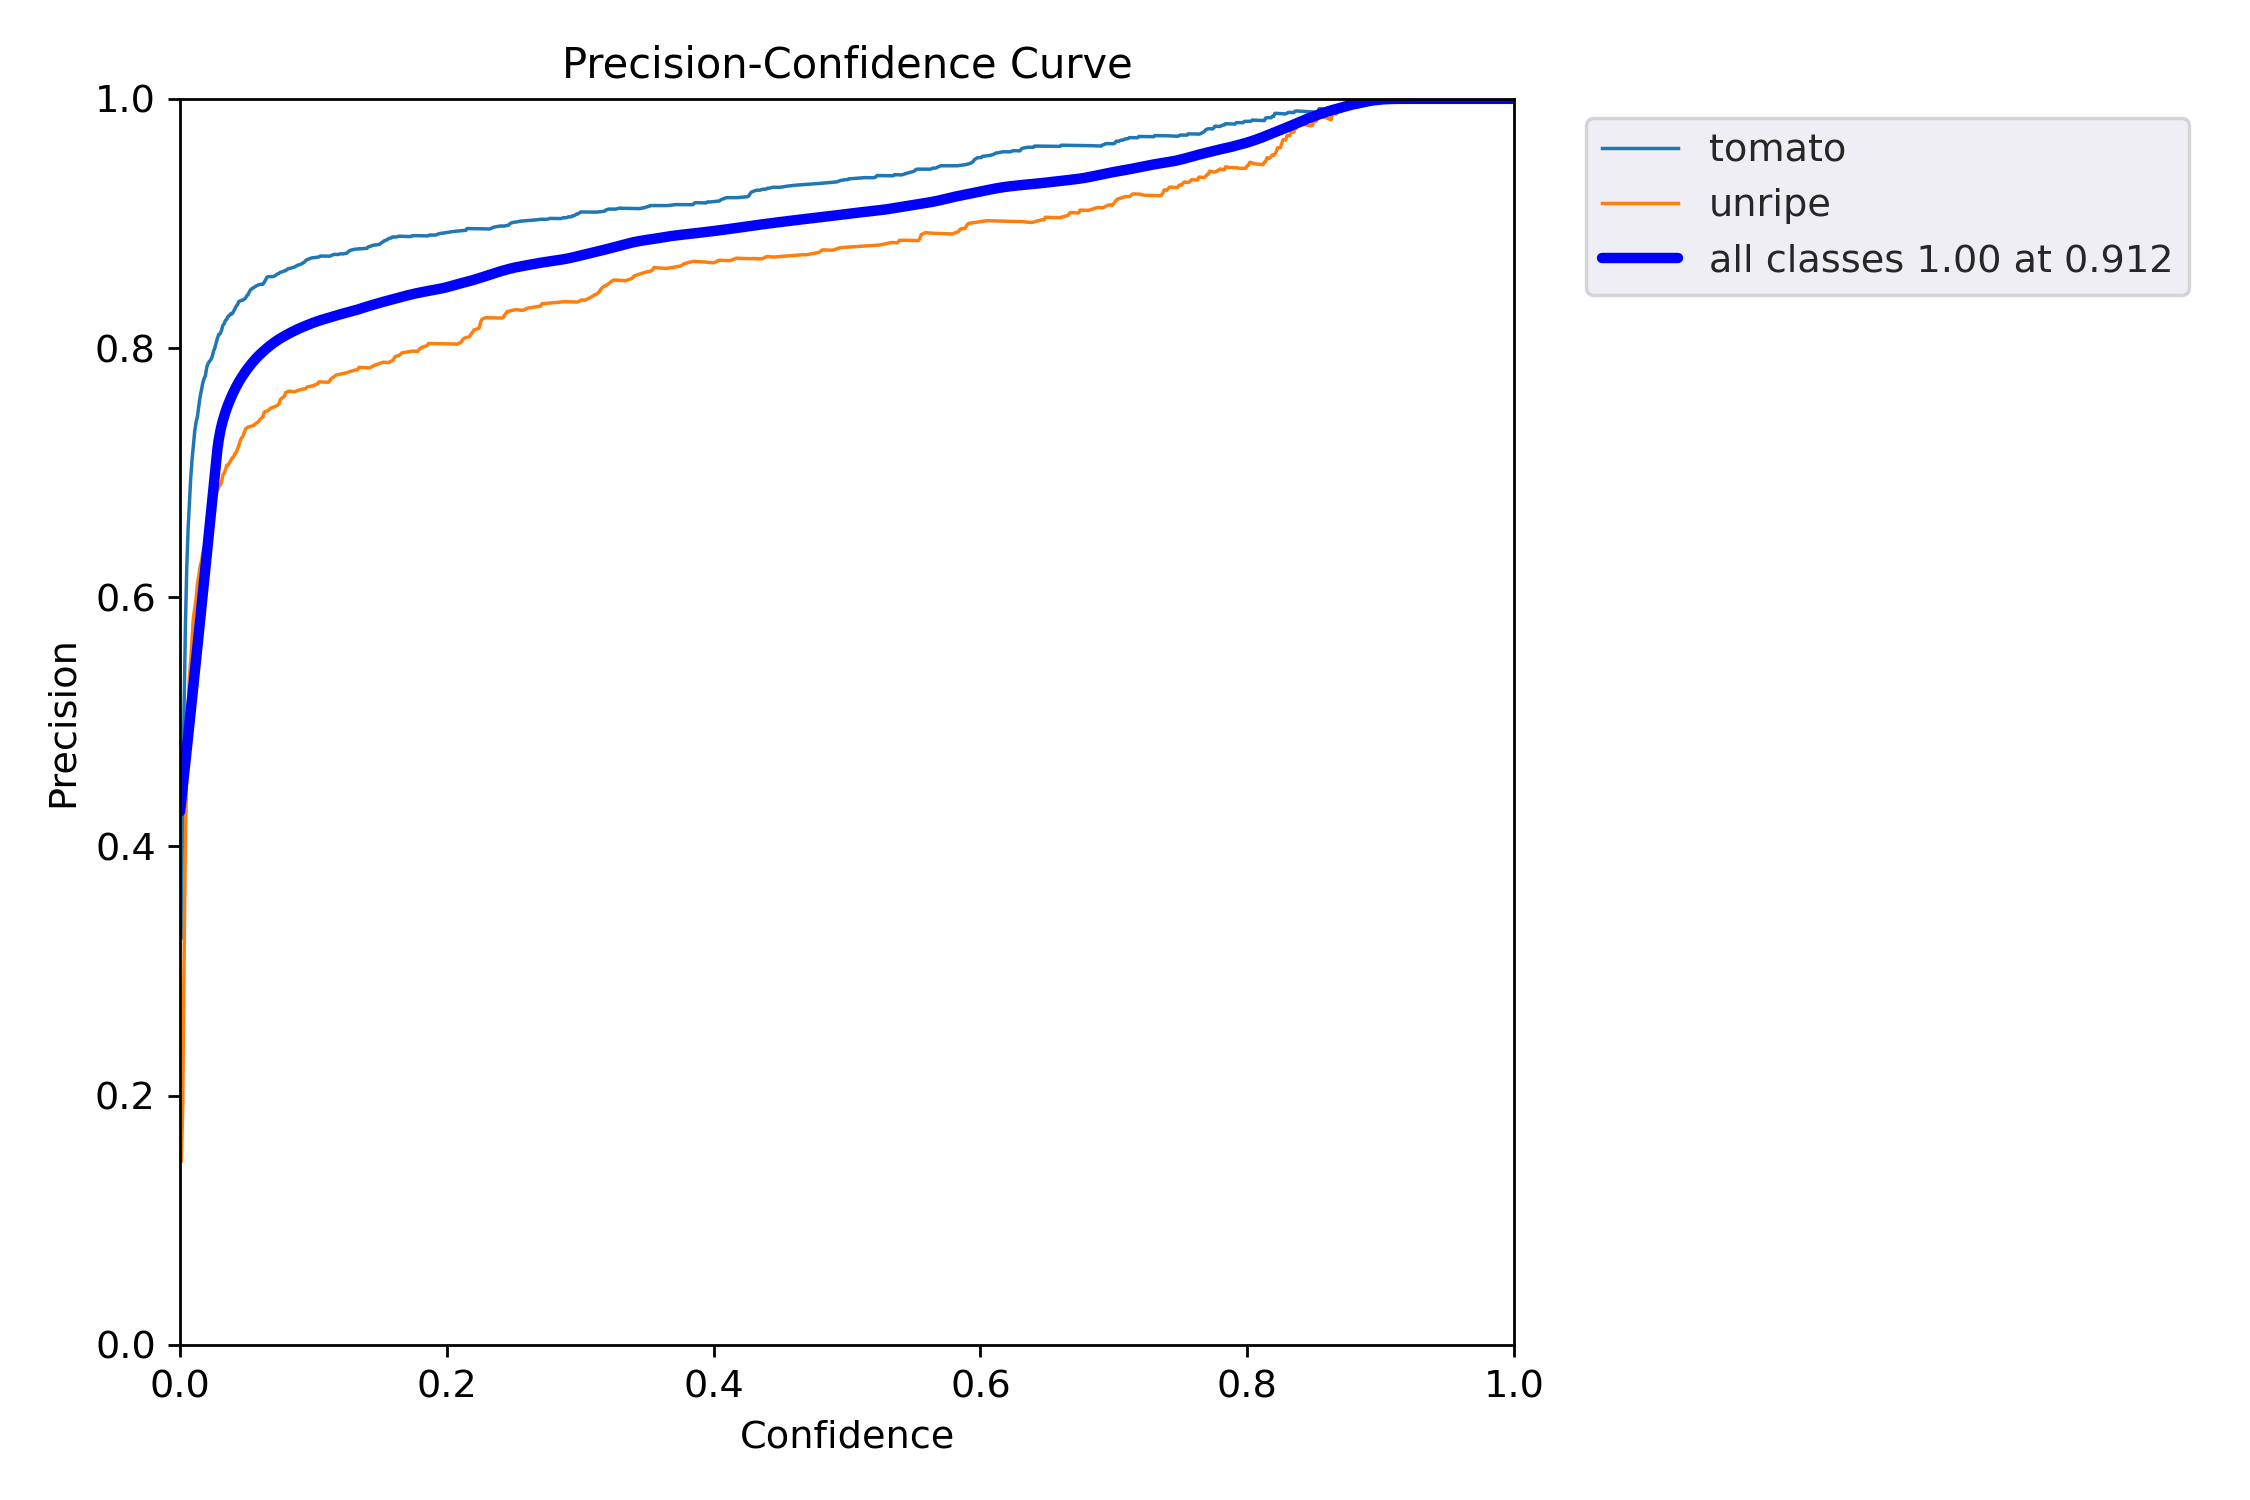 Precision-Confidence Curve
1.0
0.8
0.6
0.4
0.2
0.0
Precision
0.0 0.2 0.4 0.6 0.8 1.0
Confidence
tomato
unripe
all classes 1.00 at 0.912